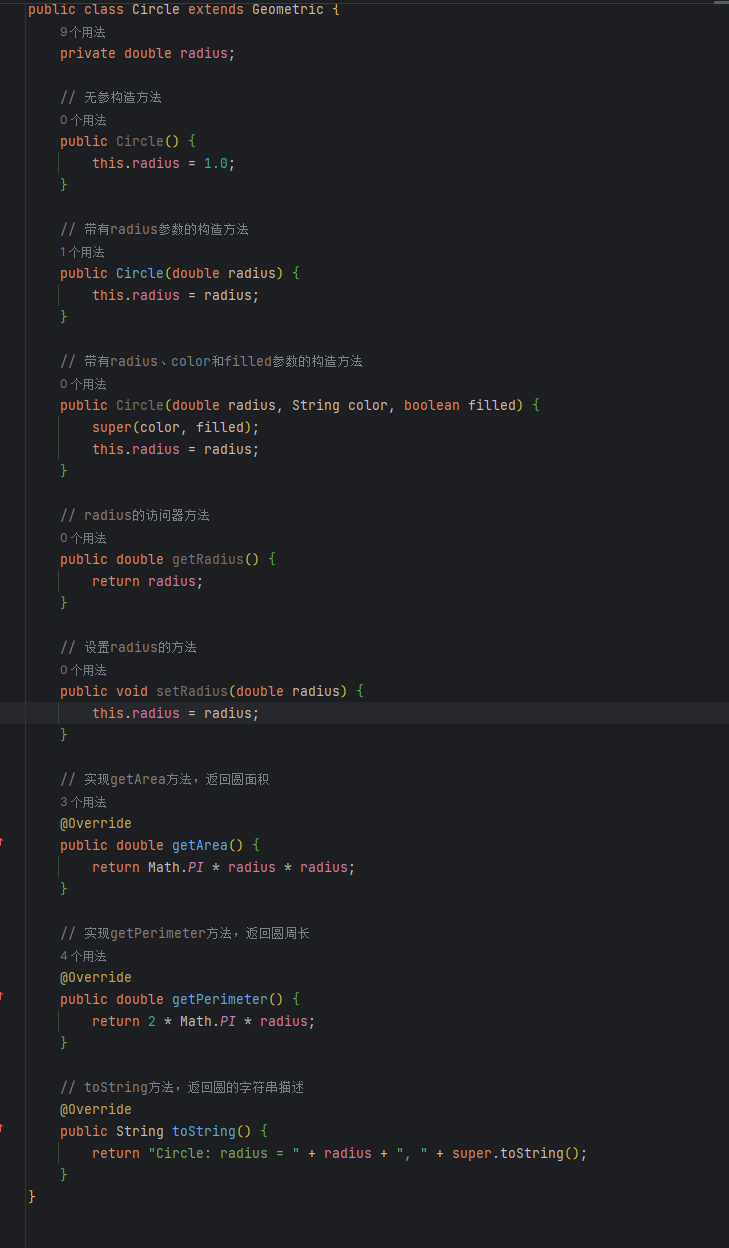 public class Circle extends Geometric {
9个用法
private double radius;
// 无参构造方法
0个用法
public Circle() {
this.radius = 1.0;
}
// 带有radius参数的构造方法
1个用法
public Circle(double radius) {
this.radius = radius;
}
// 带有radius、color和filled参数的构造方法
0个用法
public Circle(double radius, String color, boolean filled) {
super(color, filled);
this.radius = radius;
}
// radius的访问器方法
0个用法
public double getRadius() {
return radius;
}
// 设置radius的方法
0个用法
public void setRadius(double radius) {
this.radius = radius;
}
// 实现getArea方法，返回圆面积
3个用法
@Override
public double getArea() {
return Math.PI * radius * radius;
}
// 实现getPerimeter方法，返回圆周长
4个用法
@Override
public double getPerimeter() {
return 2 * Math.PI * radius;
}
// toString方法，返回圆的字符串描述
@Override
public String toString() {
return "Circle: radius = " + radius + ", " + super.toString();
}
}